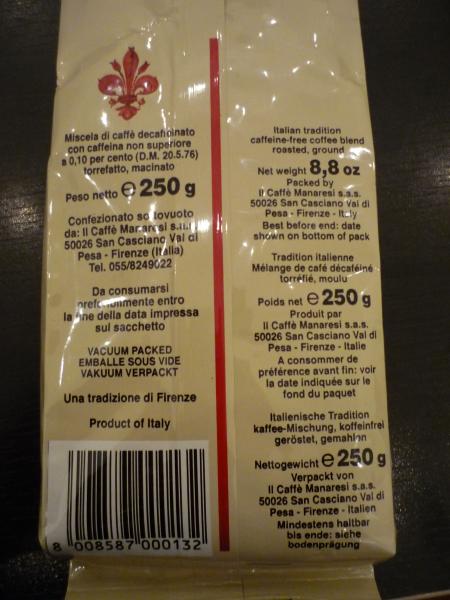 Miscela di caffè decaffeinato
con caffeina non superiore
a 0,10 per cento (D.M. 20.5.76)
torrefatto, macinato
Peso netto ℮ 250 g
Confezionato sottovuoto
da: Il Caffè Manaresi s.a.s.
50026 San Casciano Val di
Pesa - Firenze (Italia)
Tel. 055/8249022
Da consumarsi
preferibilmente entro
la fine della data impressa
sul sacchetto
VACUUM PACKED
EMBALLE SOUS VIDE
VAKUUM VERPACKT
Una tradizione di Firenze
Product of Italy
8 008587 000132
Italian tradition
caffeine-free coffee blend
roasted, ground
Net weight 8,8 oz
Packed by
Il Caffè Manaresi s.a.s.
50026 San Casciano Val di
Pesa - Firenze - Italy
Best before end: date
shown on bottom of pack
Tradition italienne
Mélange de café décaféiné
torréfié, moulu
Poids net ℮ 250 g
Produit par
Il Caffè Manaresi s.a.s.
50026 San Casciano Val di
Pesa - Firenze - Italie
A consommer de
préférence avant fin: voir
la date indiquée sur le
fond du paquet
Italienische Tradition
kaffee-Mischung, koffeinfrei
geröstet, gemahlen
Nettogewicht ℮ 250 g
Verpackt von
Il Caffè Manaresi s.a.s.
50026 San Casciano Val di
Pesa - Firenze - Italien
Mindestens haltbar
bis ende: siehe
bodenprägung